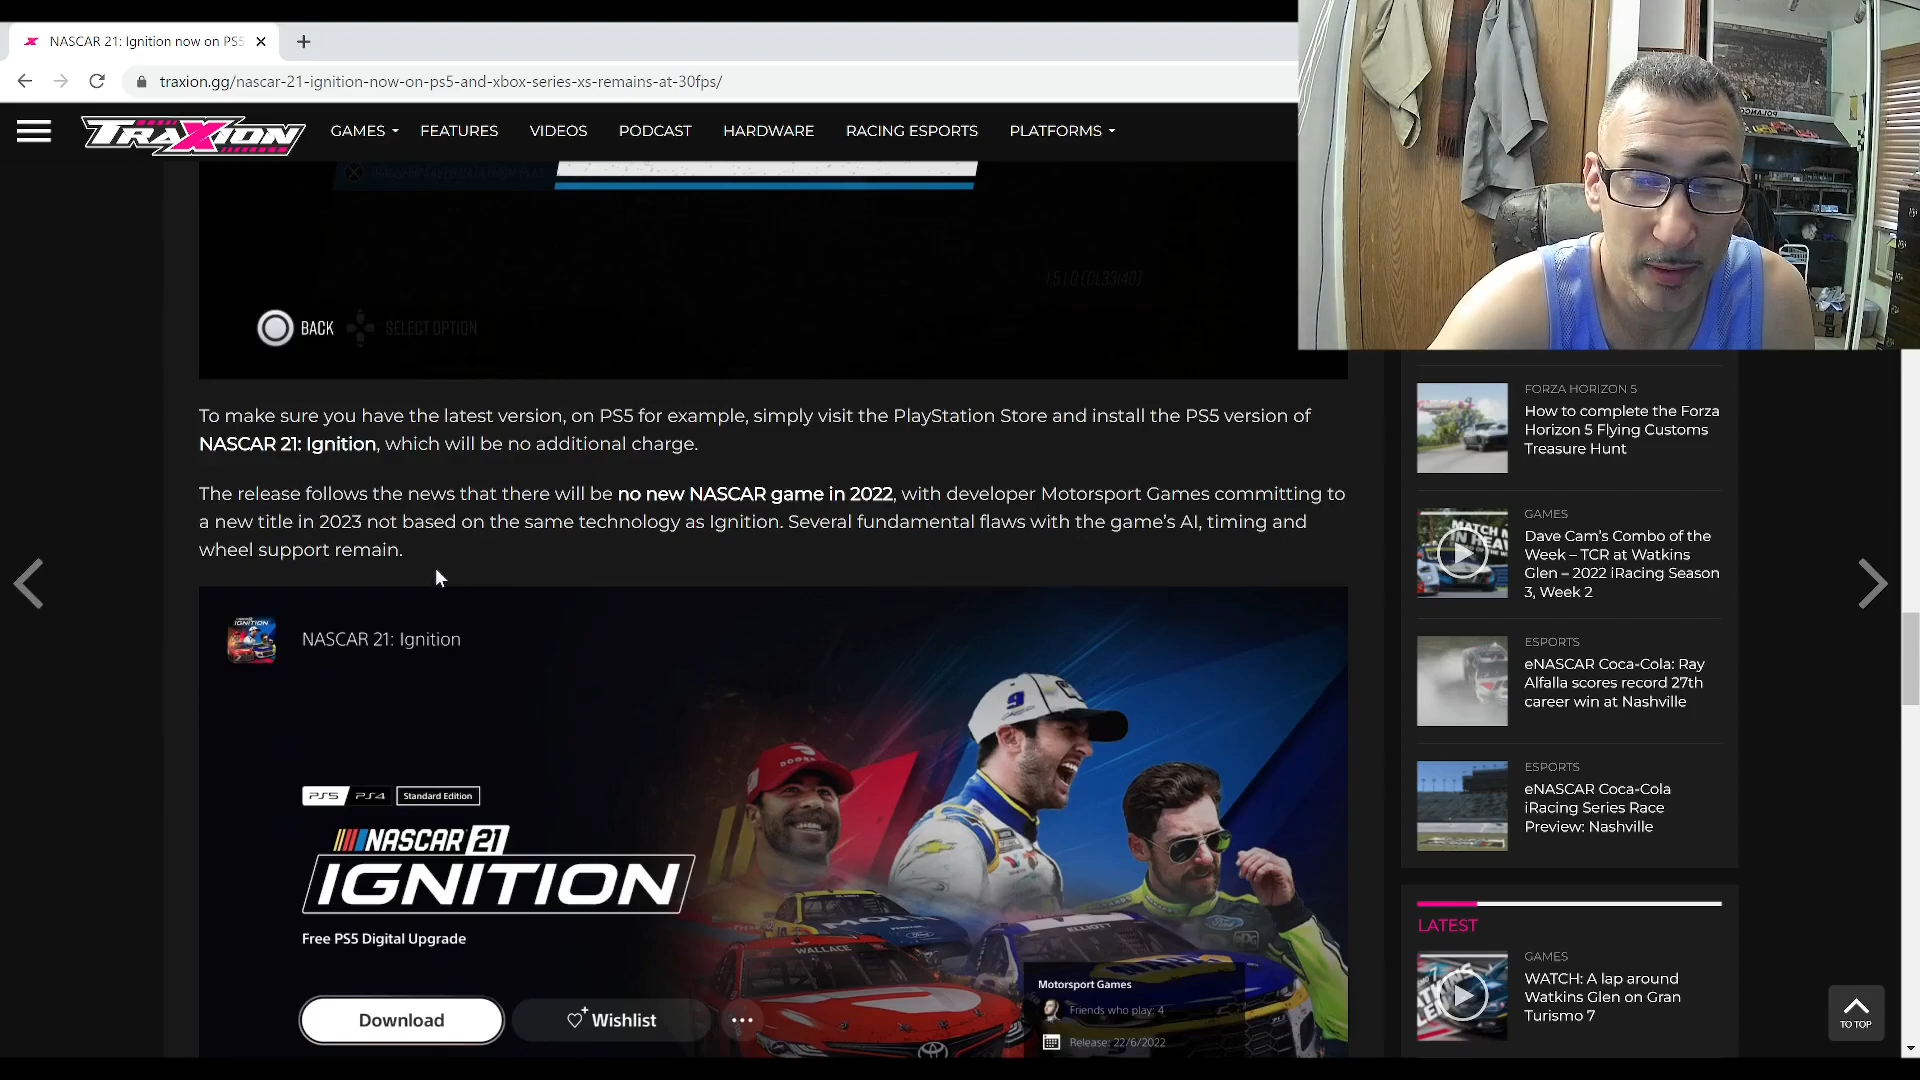 NASCAR 21: Ignition now on PS5
traxion.gg/nascar-21-ignition-now-on-ps5-and-xbox-series-xs-remains-at-30fps/
TRAXION
GAMES
FEATURES
VIDEOS
PODCAST
HARDWARE
RACING ESPORTS
PLATFORMS
BACK
SELECT OPTION
To make sure you have the latest version, on PS5 for example, simply visit the PlayStation Store and install the PS5 version of
NASCAR 21: Ignition, which will be no additional charge.
The release follows the news that there will be no new NASCAR game in 2022, with developer Motorsport Games committing to
a new title in 2023 not based on the same technology as Ignition. Several fundamental flaws with the game's AI, timing and
wheel support remain.
IGNITION
NASCAR 21: Ignition
PS5 PS4 Standard Edition
NASCAR 21
IGNITION
Free PS5 Digital Upgrade
Download
Wishlist
9
WALLACE
ELLIOTT
Motorsport Games
Friends who play: 4
Release: 22/6/2022
FORZA HORIZON 5
How to complete the Forza
Horizon 5 Flying Customs
Treasure Hunt
GAMES
Dave Cam's Combo of the
Week – TCR at Watkins
Glen – 2022 iRacing Season
3, Week 2
ESPORTS
eNASCAR Coca-Cola: Ray
Alfalla scores record 27th
career win at Nashville
ESPORTS
eNASCAR Coca-Cola
iRacing Series Race
Preview: Nashville
LATEST
GAMES
WATCH: A lap around
Watkins Glen on Gran
Turismo 7
TO TOP